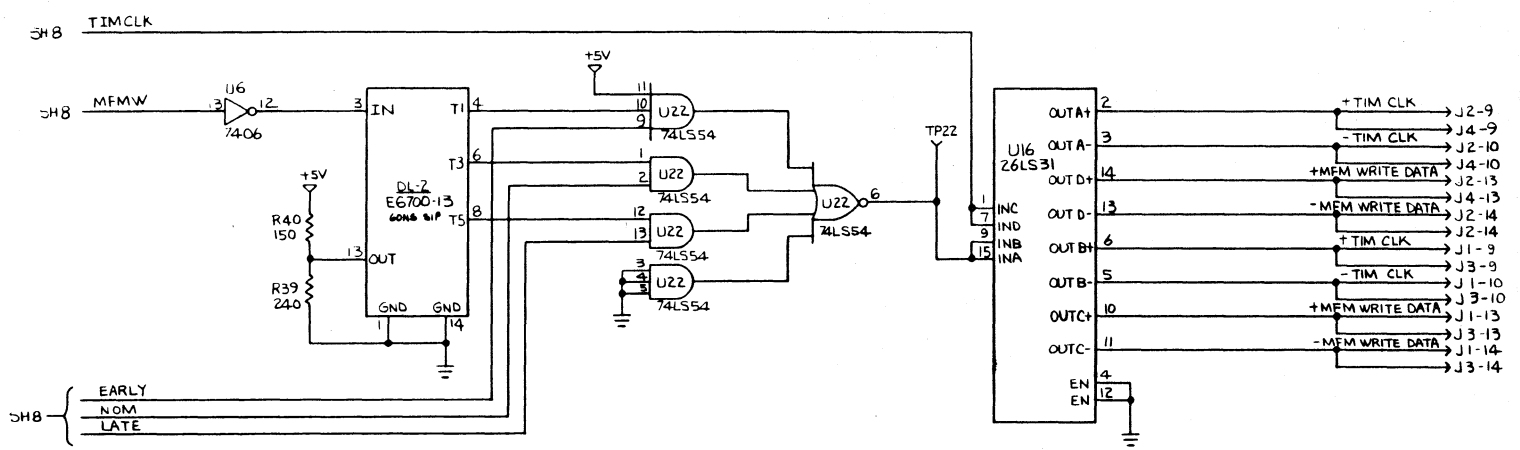 TIMCLK
SH8
+5V
U6
SH8 MFMW 13 12 3 IN T1 4
7406
11
10 U22
9
74LS54
T3 6
1
2 U22
74LS54
DL-2
E6700-13
T5 8
12
13 U22
74LS54
3
4 U22
5
74LS54
U22 6
74LS54
TP22
+5V
R40
150
13 OUT
R39
240
GND GND
1 14
SH8
EARLY
NOM
LATE
U16
26LS31
1 INC
7 IND
9 INB
15 INA
OUTA+ 2 +TIM CLK J2-9
J4-9
OUTA- 3 -TIM CLK J2-10
J4-10
OUTD+ 14 +MFM WRITE DATA J2-13
J4-13
OUTD- 13 -MFM WRITE DATA J2-14
J2-14
OUTB+ 6 +TIM CLK J1-9
J3-9
OUTB- 5 -TIM CLK J1-10
J3-10
OUTC+ 10 +MFM WRITE DATA J1-13
J3-13
OUTC- 11 -MFM WRITE DATA J1-14
J3-14
EN 4
EN 12